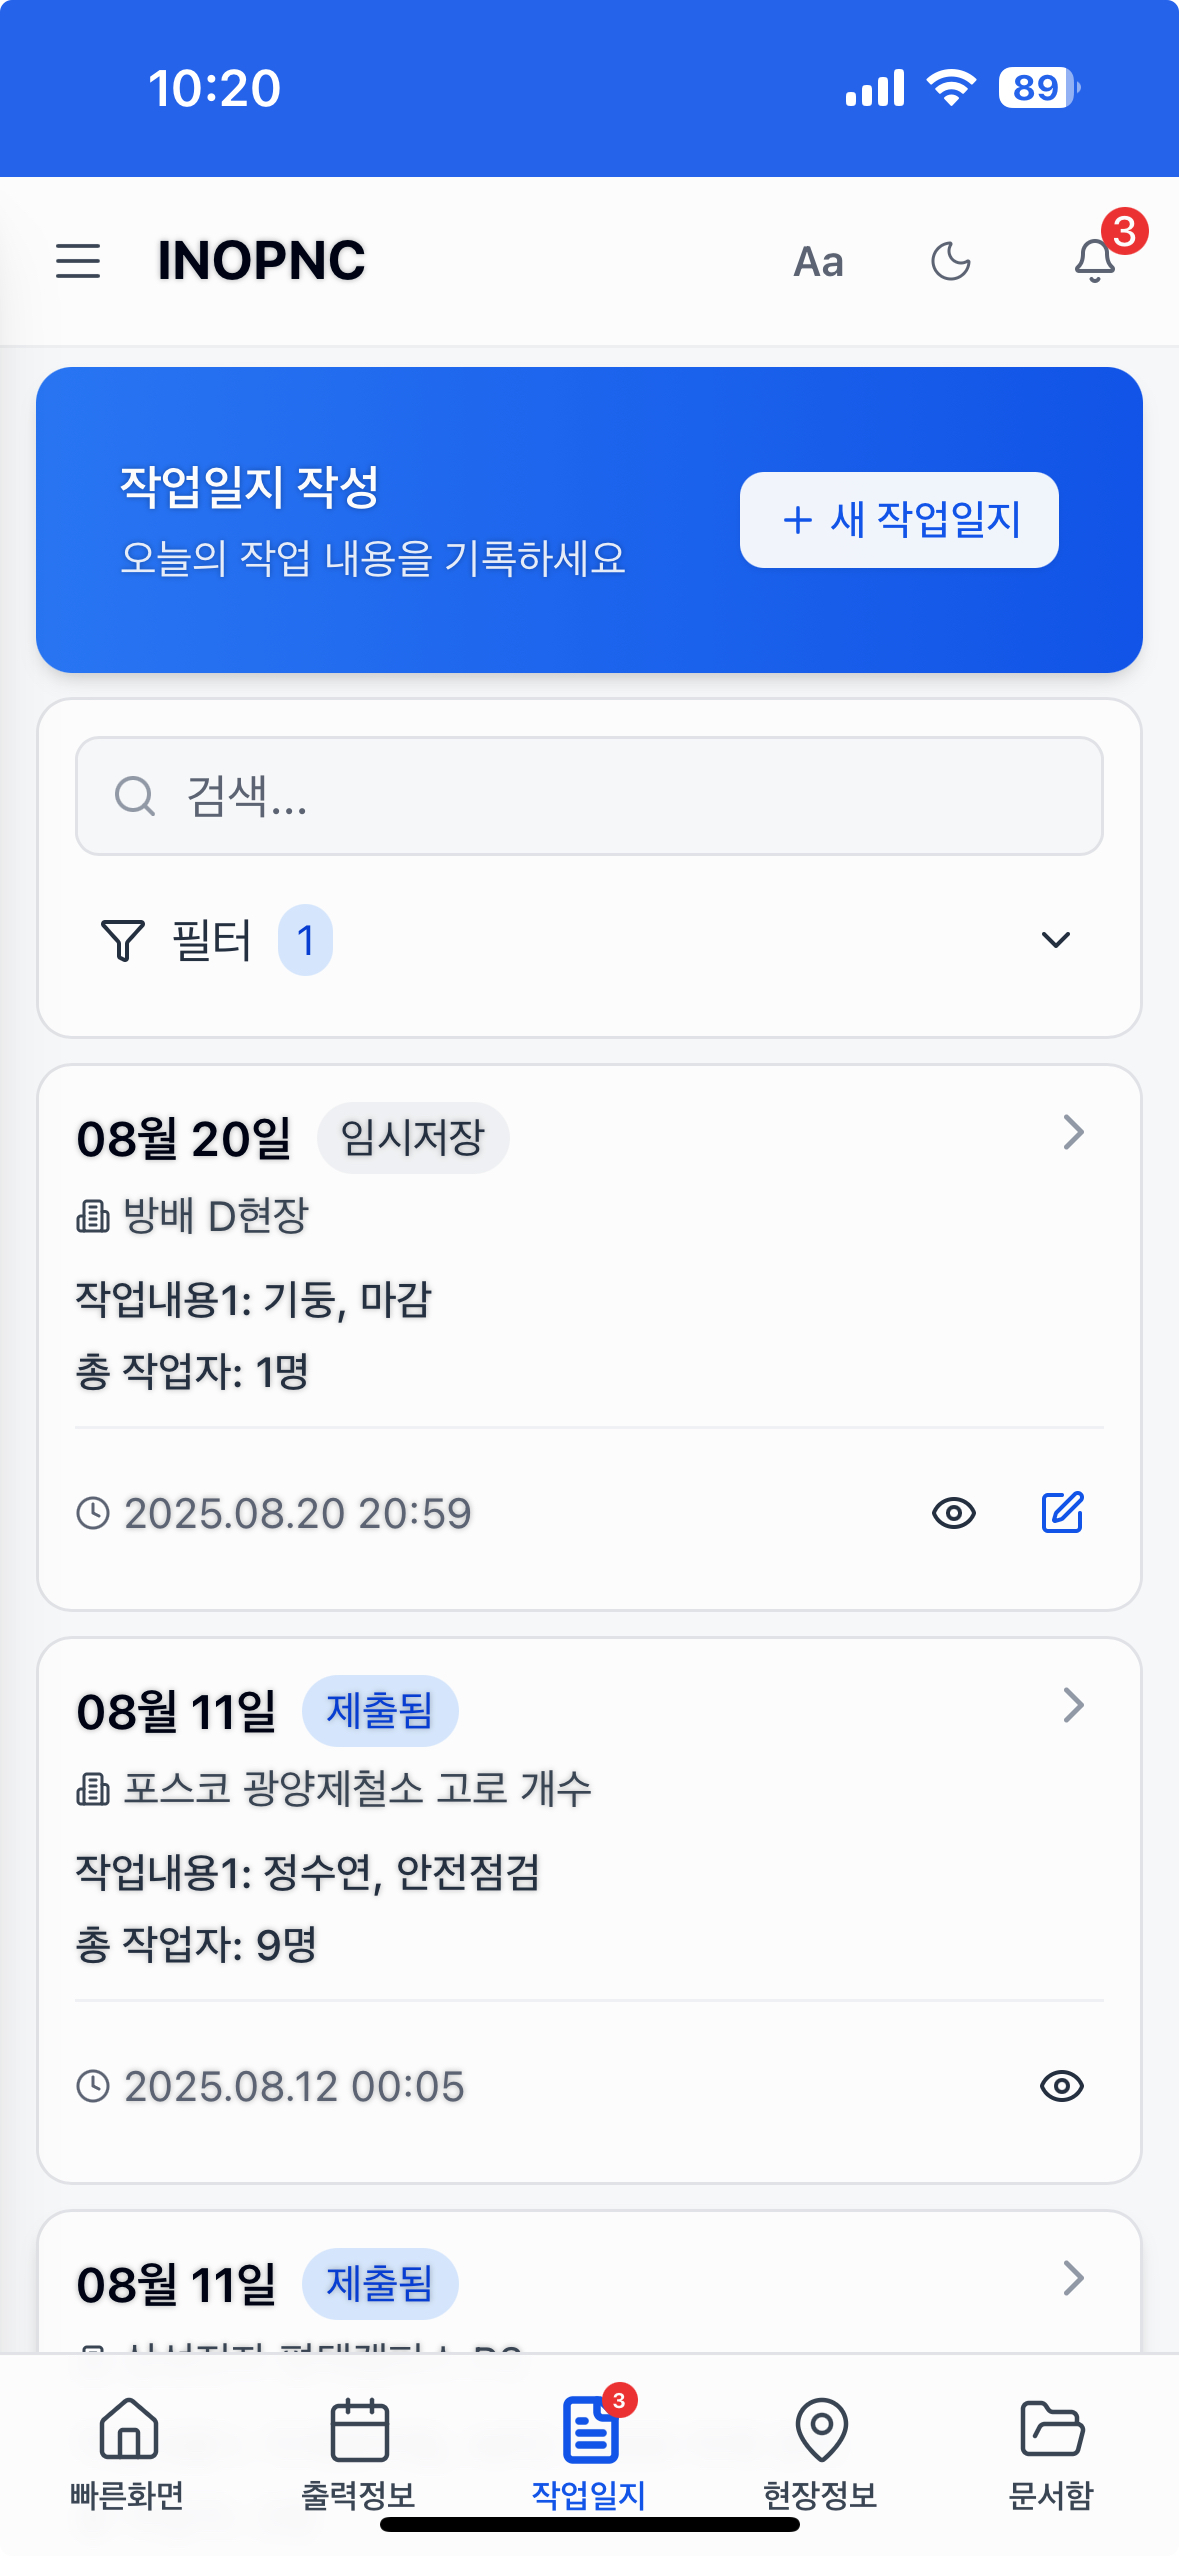 10:20
89
INOPNC
Aa
3
작업일지 작성
오늘의 작업 내용을 기록하세요
+ 새 작업일지
검색...
필터 1
08월 20일 임시저장
방배 D현장
작업내용1: 기둥, 마감
총 작업자: 1명
2025.08.20 20:59
08월 11일 제출됨
포스코 광양제철소 고로 개수
작업내용1: 정수연, 안전점검
총 작업자: 9명
2025.08.12 00:05
08월 11일 제출됨
3
빠른화면
출력정보
작업일지
현장정보
문서함